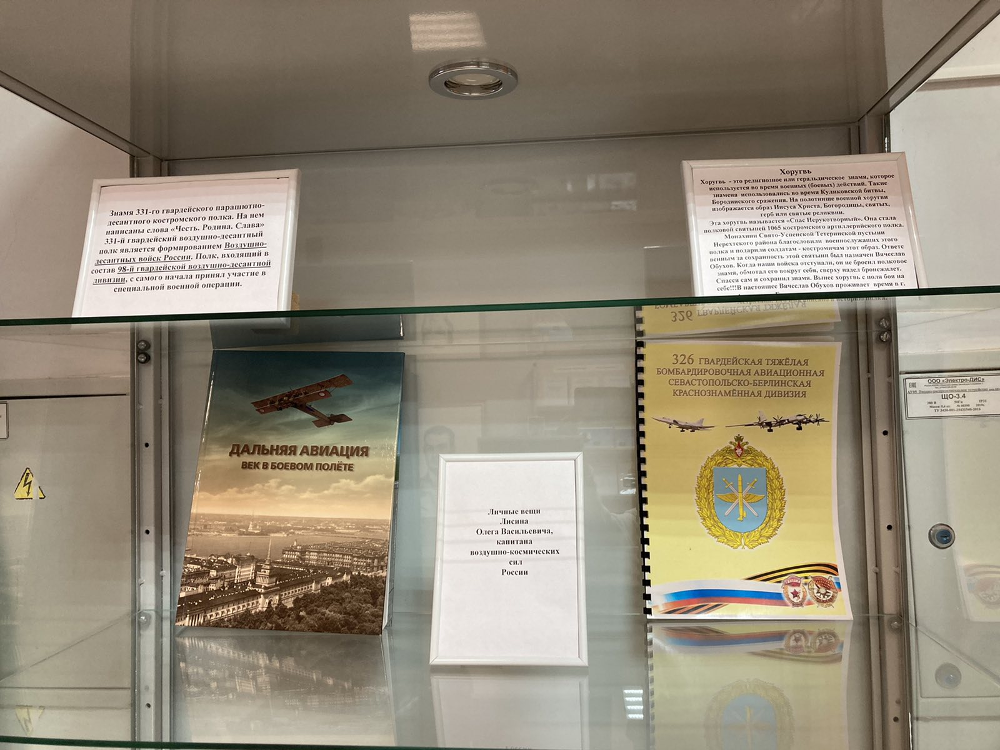 Знамя 331-го гвардейского парашютно-
десантного костромского полка. На нем
написаны слова «Честь. Родина. Слава»
331-й гвардейский воздушно-десантный
полк является формированием Воздушно-
десантных войск России. Полк, входящий в
состав 98-й гвардейской воздушно-десантной
дивизии, с самого начала принял участие в
специальной военной операции.
Хоругвь
Хоругвь - это религиозное или геральдическое знамя, которое
используется во время военных (боевых) действий. Такие
знамена использовались во время Куликовской битвы,
Бородинского сражения. На полотнище военной хоругви
изображается образ Иисуса Христа, Богородицы, святых,
герб или святые реликвии.
Эта хоругвь называется «Спас Нерукотворный». Она стала
полковой святыней 1065 костромского артиллерийского полка.
Монахини Свято-Успенской Тетеринской пустыни
Нерехтского района благословили военнослужащих этого
полка и подарили солдатам - костромичам этот образ. Ответс
венным за сохранность этой святыни был назначен Вячеслав
Обухов. Когда наши войска отступали, он не бросил полковое
знамя, обмотал его вокруг себя, сверху надел бронежилет.
Спасся сам и сохранил знамя. Вынес хоругвь с поля боя на
себе!!!В настоящее Вячеслав Обухов проживает время в г.
ДАЛЬНЯЯ АВИАЦИЯ
ВЕК В БОЕВОМ ПОЛЁТЕ
Личные вещи
Лисина
Олега Васильевича,
капитана
воздушно-космических
сил
России
326 ГВАРДЕЙСКАЯ ТЯЖЁЛАЯ
БОМБАРДИРОВОЧНАЯ АВИАЦИОННАЯ
СЕВАСТОПОЛЬСКО-БЕРЛИНСКАЯ
КРАСНОЗНАМЁННАЯ ДИВИЗИЯ
ГВАРДИЯ
ООО «Электро-ДИС»
ЩО-3.4
380 В 50Гц IP31
ТУ 3430-001-25431540-2016